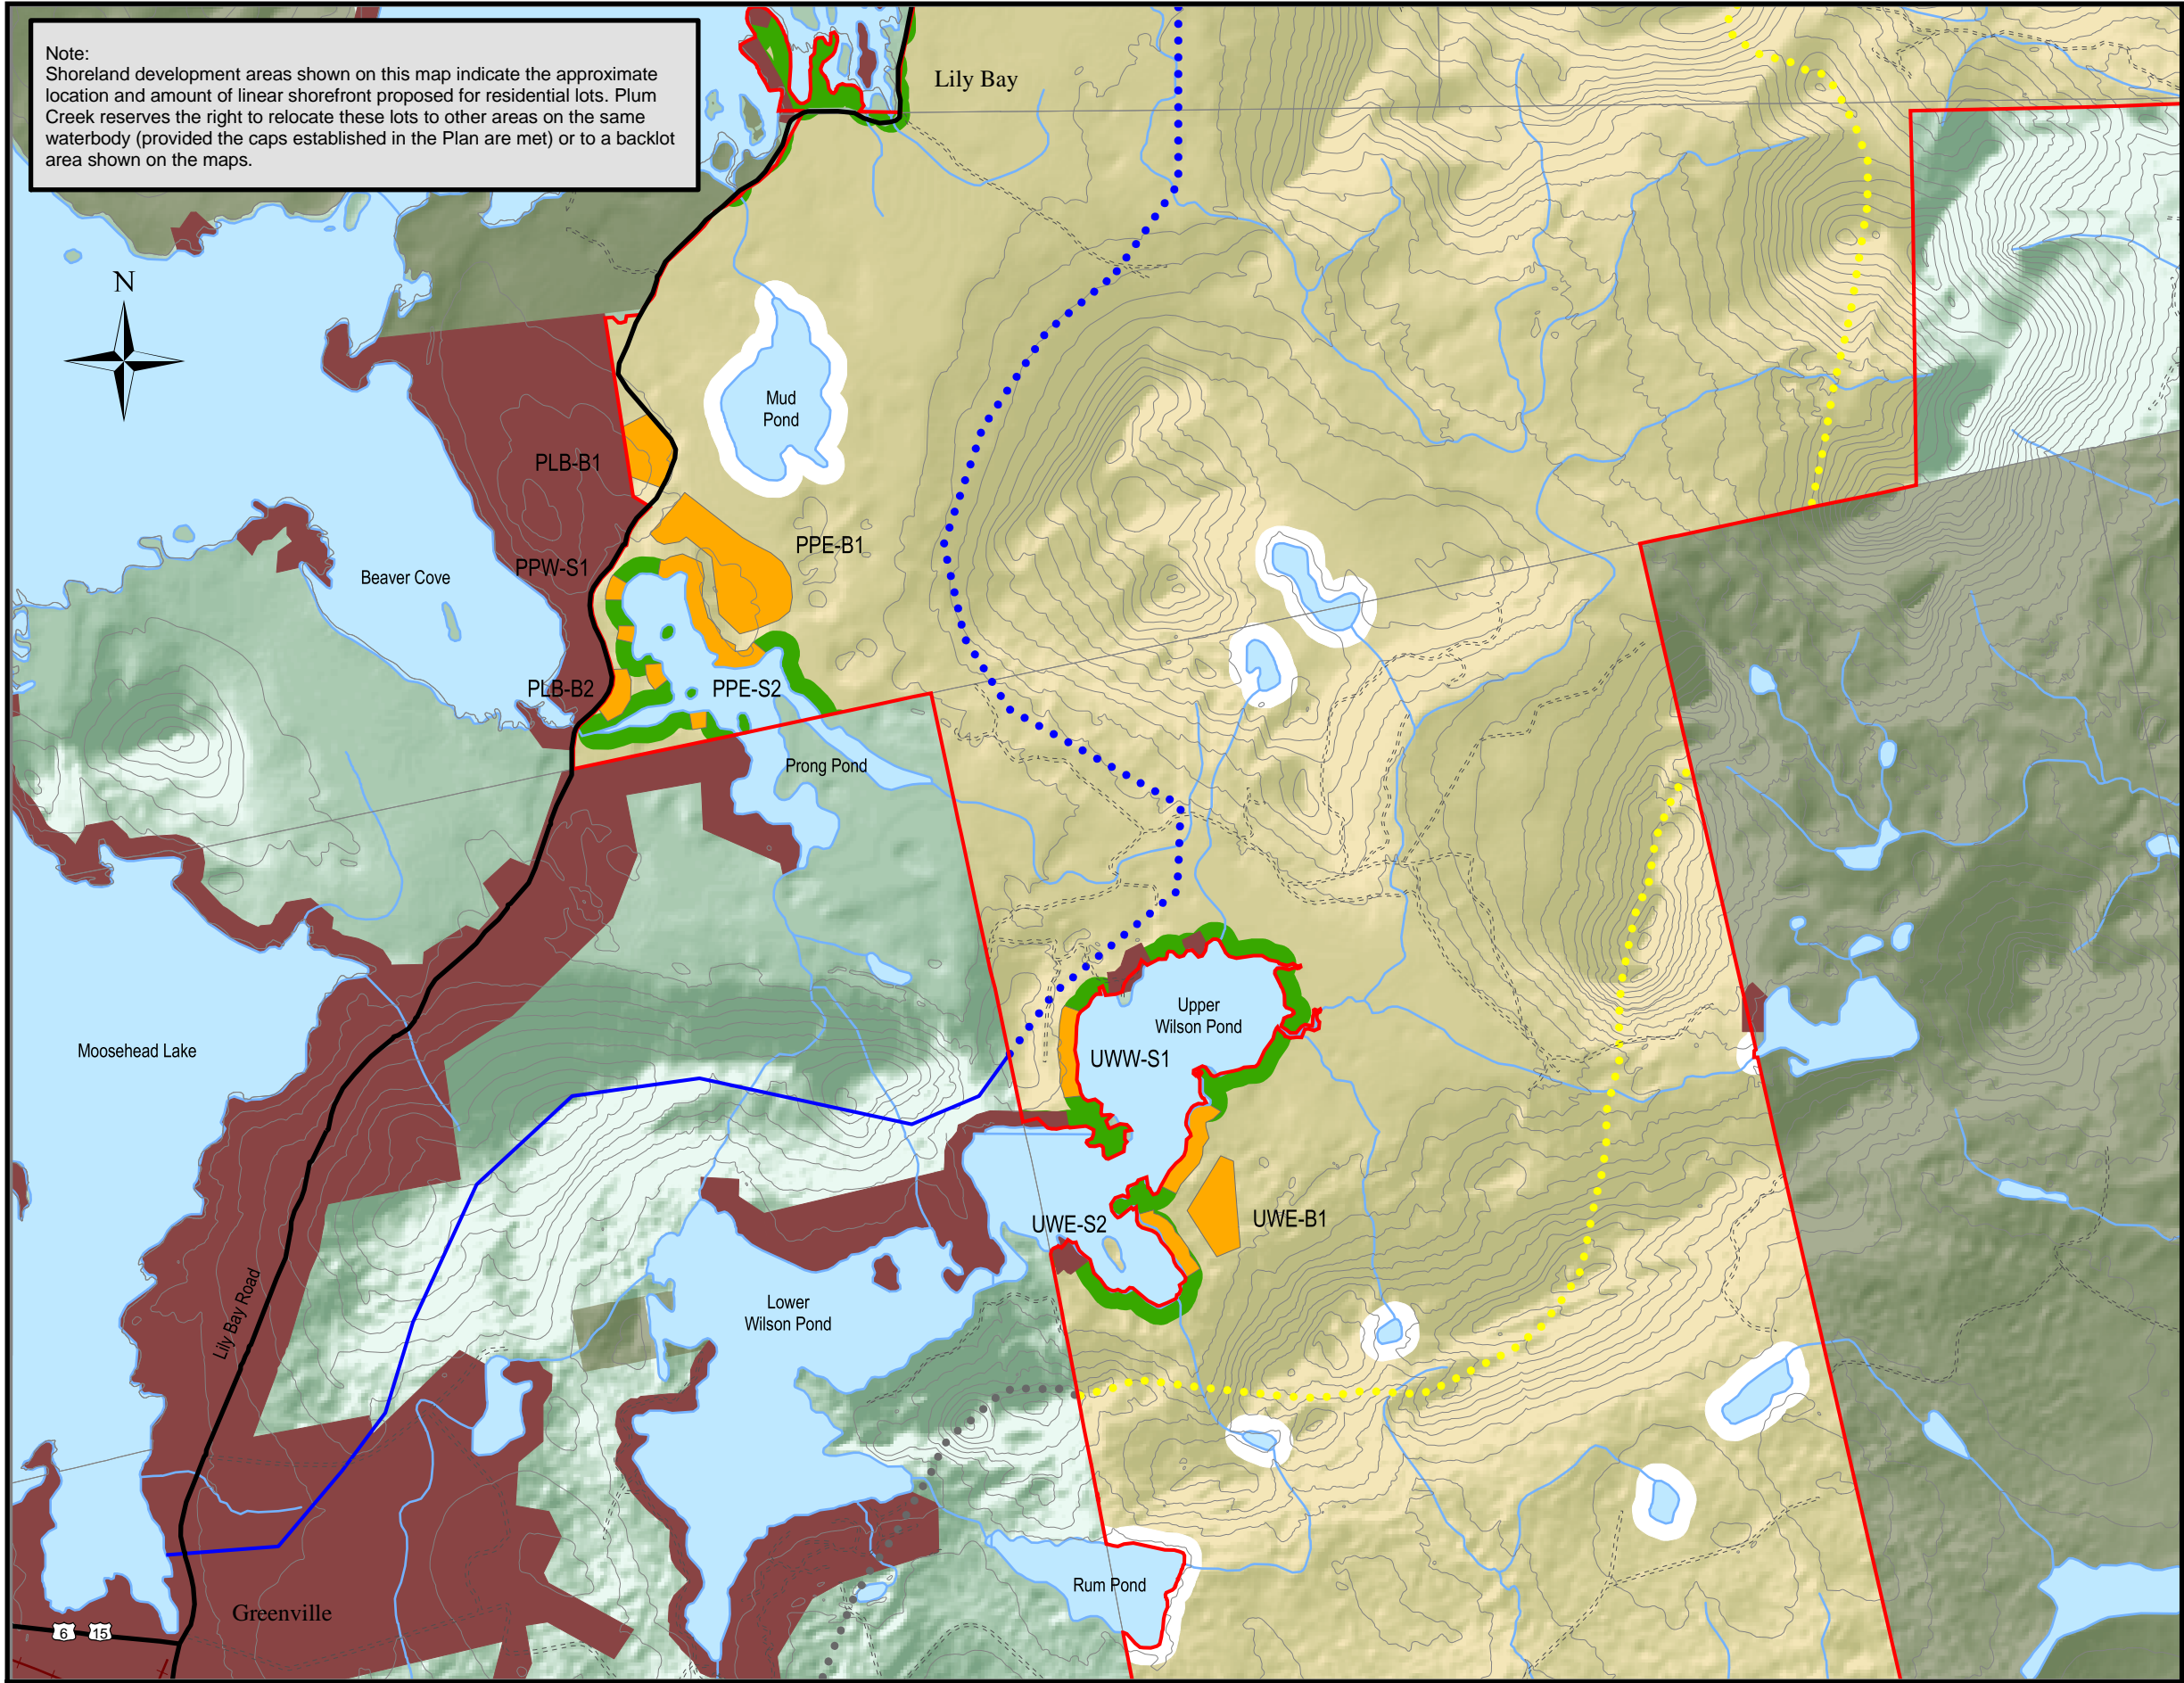 Note:
Shoreland development areas shown on this map indicate the approximate
location and amount of linear shorefront proposed for residential lots. Plum
Creek reserves the right to relocate these lots to other areas on the same
waterbody (provided the caps established in the Plan are met) or to a backlot
area shown on the maps.
Lily Bay
N
Mud
Pond
PLB-B1
PPE-B1
PPW-S1
Beaver Cove
PLB-B2
PPE-S2
Prong Pond
Upper
Wilson Pond
Moosehead Lake
UWW-S1
UWE-S2
UWE-B1
Lily Bay Road
Lower
Wilson Pond
Rum Pond
Greenville
6
15